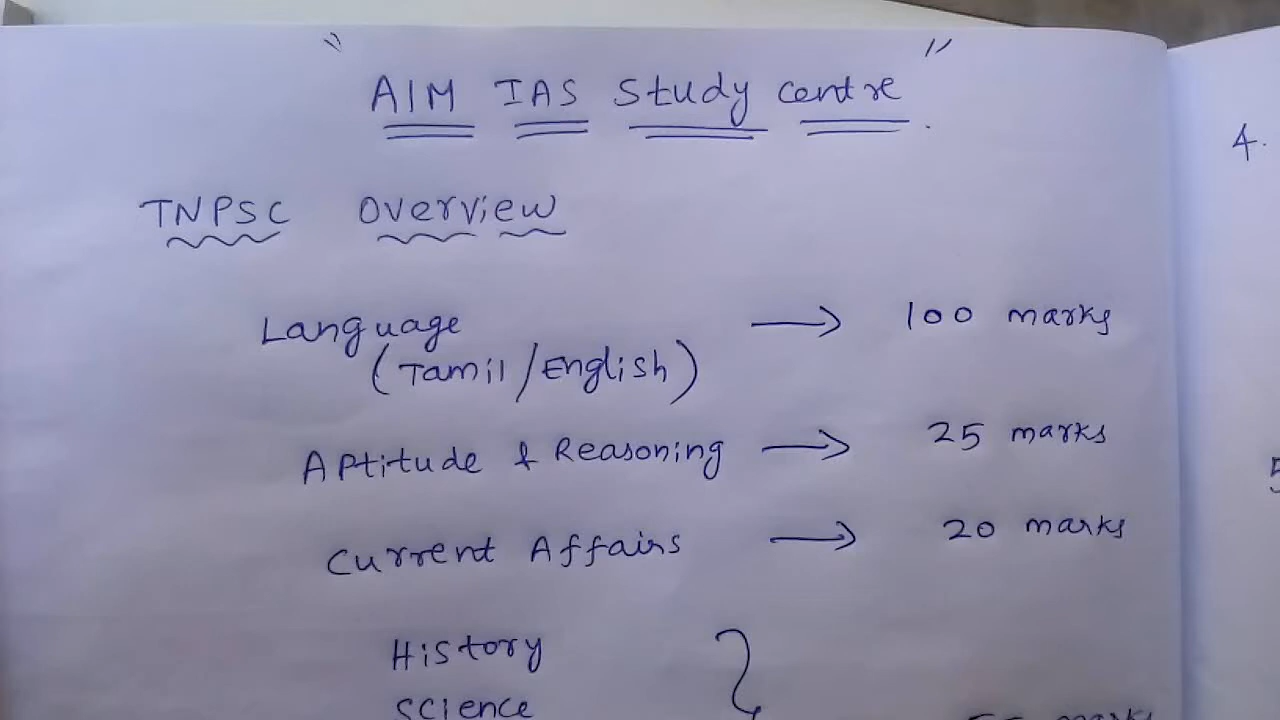 " AIM IAS Study Centre "
TNPSC Overview
Language → 100 marks
(Tamil/English)
Aptitude & Reasoning → 25 marks
Current Affairs → 20 marks
History
Science
4.